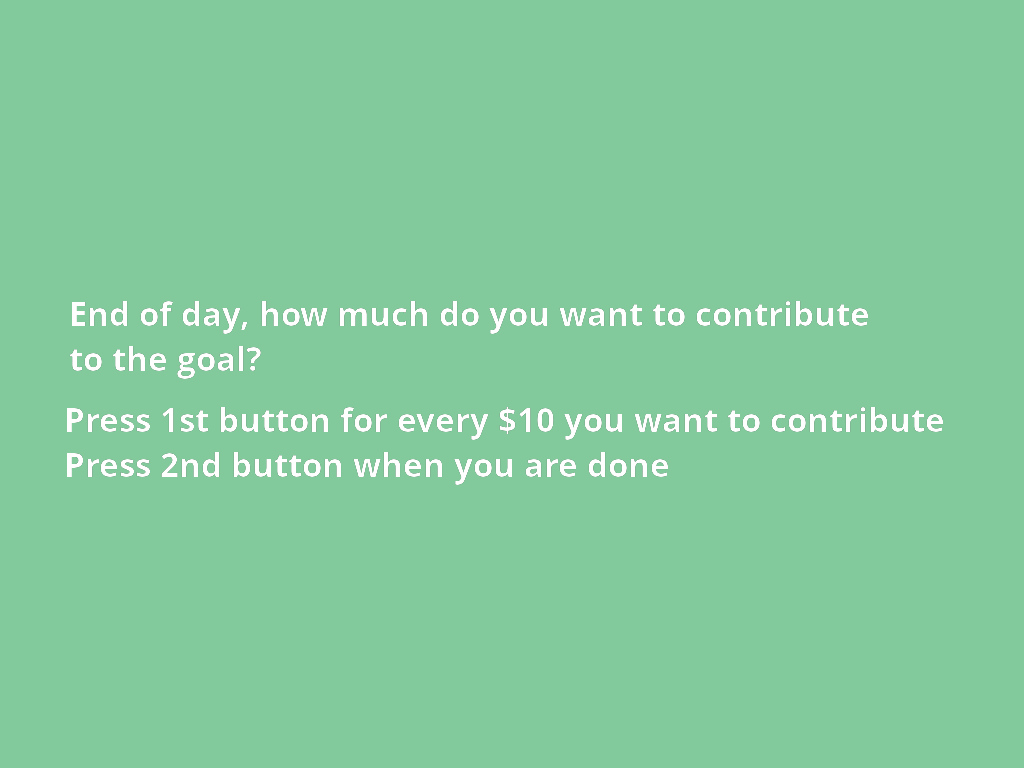 End of day, how much do you want to contribute
to the goal?
Press 1st button for every $10 you want to contribute
Press 2nd button when you are done